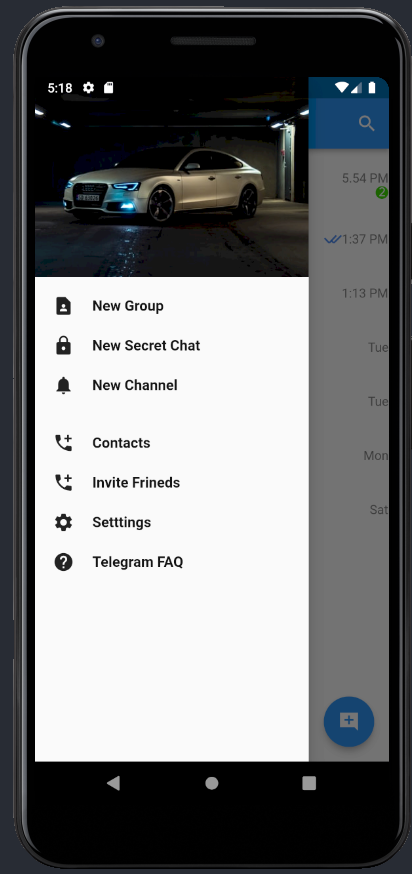 5:18
5.54 PM
2
1:37 PM
1:13 PM
New Group
New Secret Chat
Tue
New Channel
Tue
Contacts
Mon
Invite Frineds
Sat
Setttings
Telegram FAQ